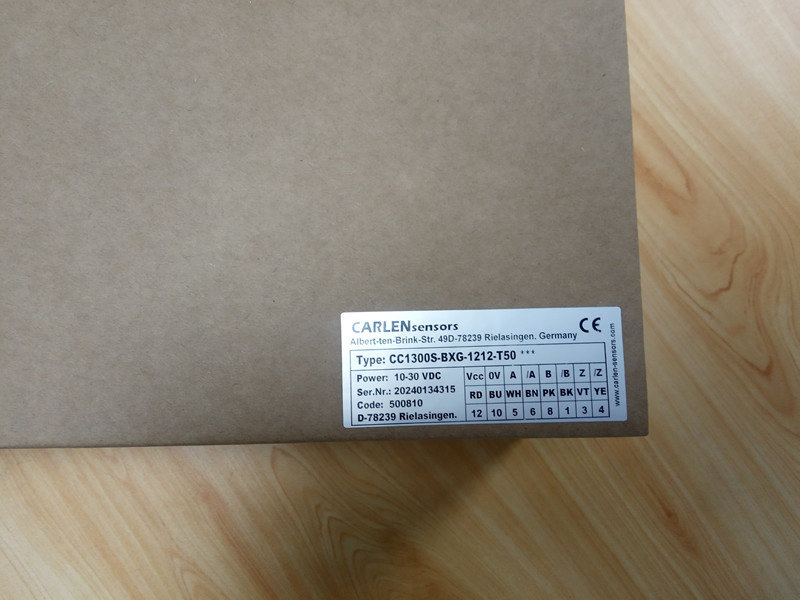 CARLENsensors CE
Albert-ten-Brink-Str. 49D-78239 Rielasingen. Germany
Type: CC1300S-BXG-1212-T50 ***
Power: 10-30 VDC
Ser.Nr.: 20240134315
Code: 500810
D-78239 Rielasingen.
Vcc 0V A /A B /B Z /Z
RD BU WH BN PK BK VT YE
12 10 5 6 8 1 3 4
www.carlen-sensors.com